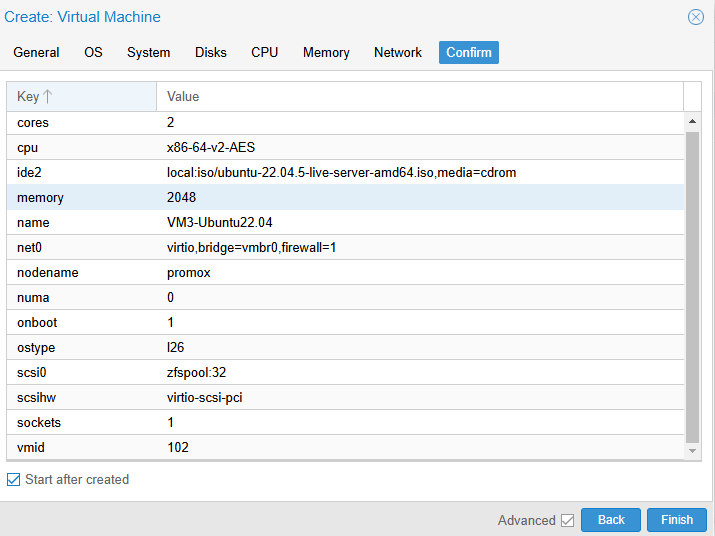 Create: Virtual Machine
General OS System Disks CPU Memory Network Confirm
Key Value
cores 2
cpu x86-64-v2-AES
ide2 local:iso/ubuntu-22.04.5-live-server-amd64.iso,media=cdrom
memory 2048
name VM3-Ubuntu22.04
net0 virtio,bridge=vmbr0,firewall=1
nodename promox
numa 0
onboot 1
ostype l26
scsi0 zfspool:32
scsihw virtio-scsi-pci
sockets 1
vmid 102
Start after created
Advanced Back Finish